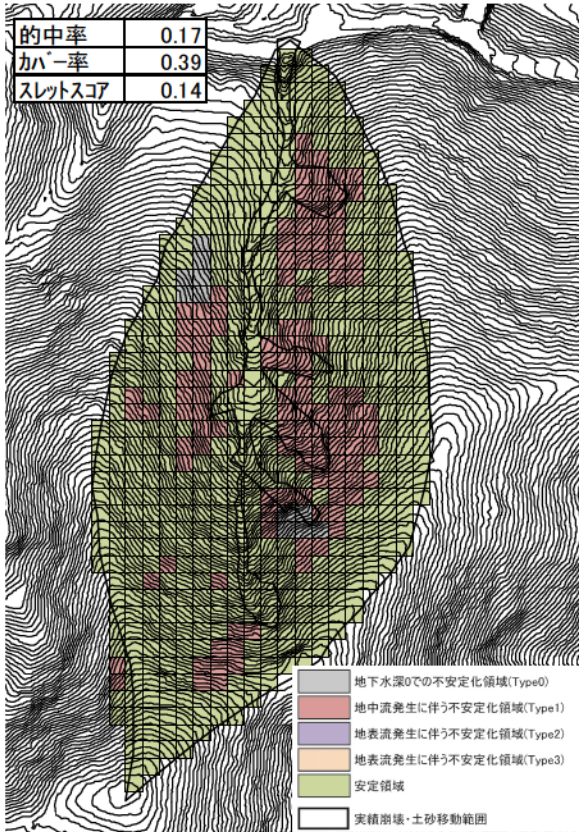 的中率 0.17
カバー率 0.39
スレットスコア 0.14
地下水深0での不安定化領域(Type0)
地中流発生に伴う不安定化領域(Type1)
地表流発生に伴う不安定化領域(Type2)
地表流発生に伴う不安定化領域(Type3)
安定領域
実績崩壊・土砂移動範囲